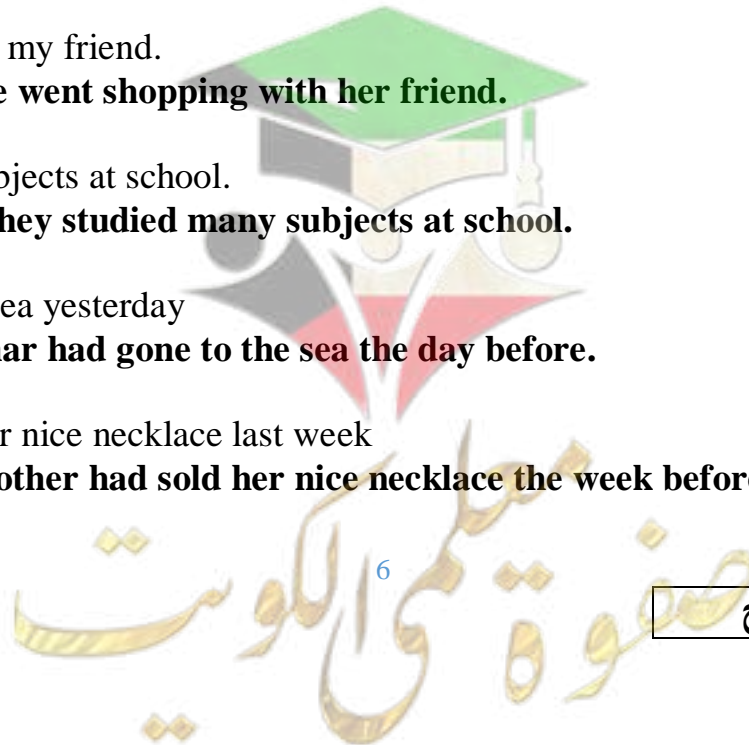 my friend.
e went shopping with her friend.
bjects at school.
hey studied many subjects at school.
ea yesterday
nar had gone to the sea the day before.
r nice necklace last week
other had sold her nice necklace the week before
6
صفوة معلمى الكويت